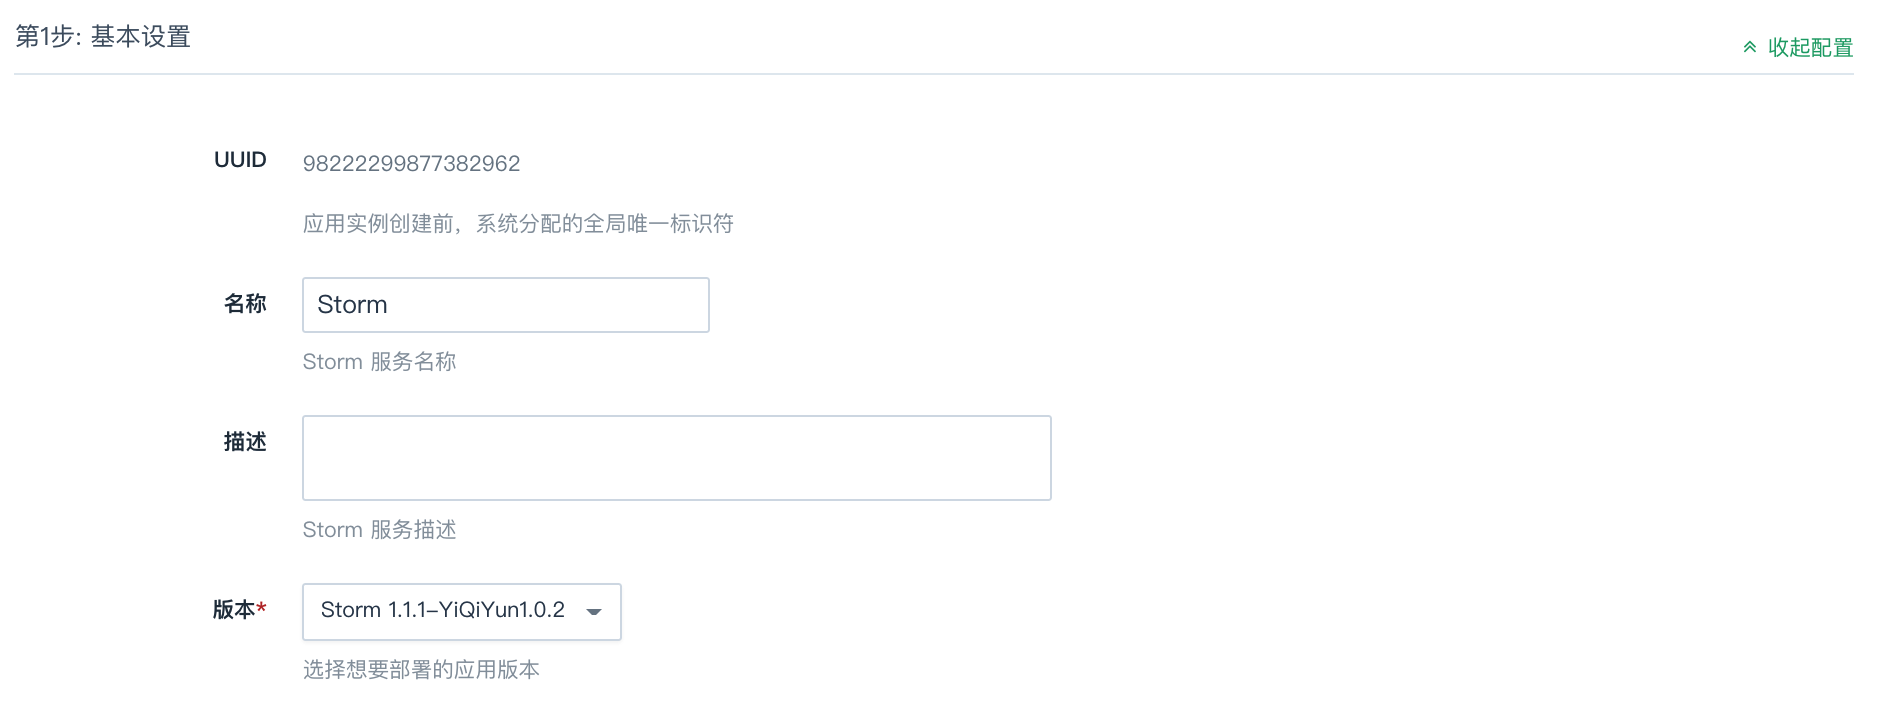 第1步: 基本设置
收起配置
UUID 98222299877382962
应用实例创建前，系统分配的全局唯一标识符
名称 Storm
Storm 服务名称
描述
Storm 服务描述
版本* Storm 1.1.1-YiQiYun1.0.2
选择想要部署的应用版本